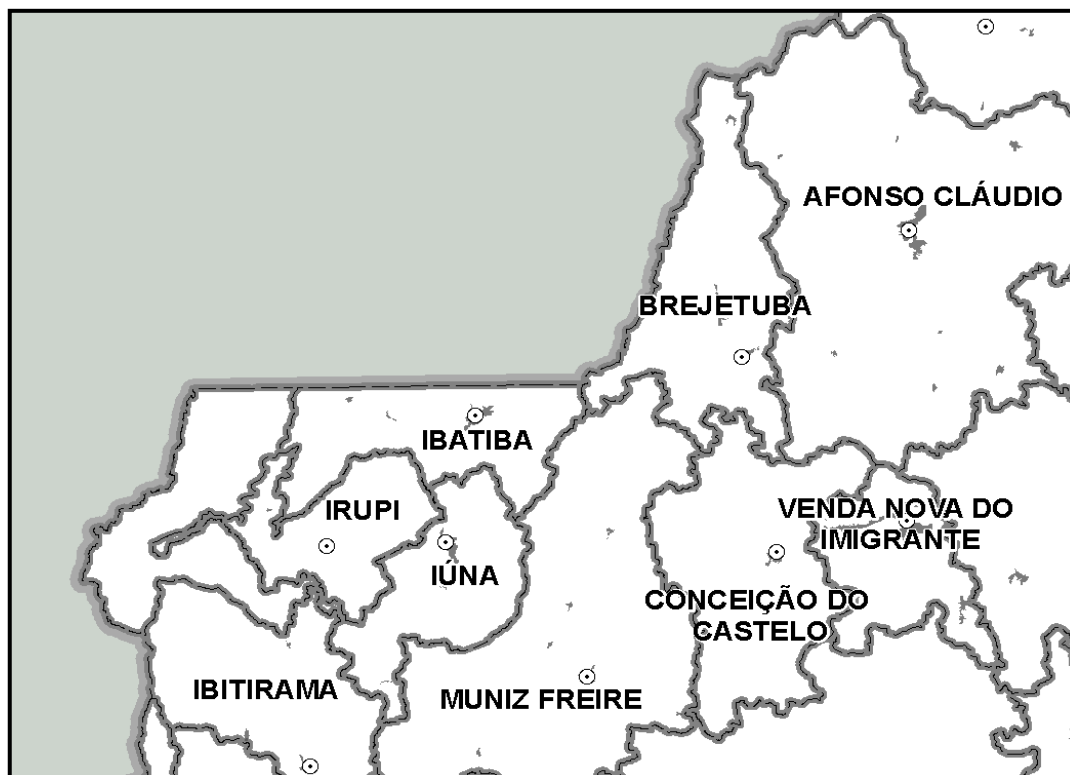 AFONSO CLÁUDIO
BREJETUBA
IBATIBA
IRUPI
VENDA NOVA DO
IMIGRANTE
IÚNA
CONCEIÇÃO DO
CASTELO
IBITIRAMA
MUNIZ FREIRE